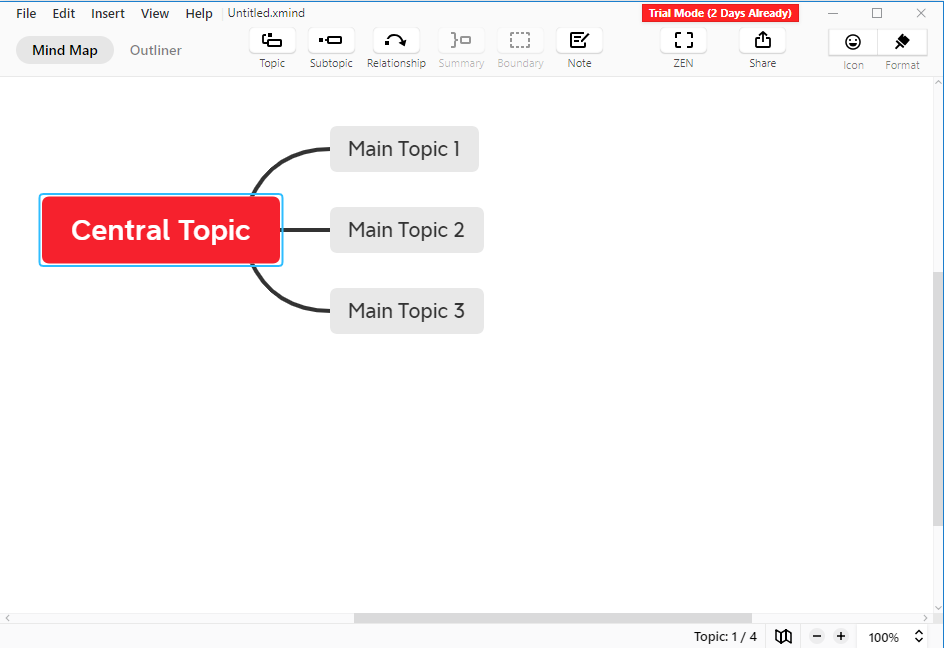 File Edit Insert View Help Untitled.xmind Trial Mode (2 Days Already)
Mind Map Outliner
Topic Subtopic Relationship Summary Boundary Note ZEN Share Icon Format
Main Topic 1
Central Topic Main Topic 2
Main Topic 3
Topic: 1 / 4 100%